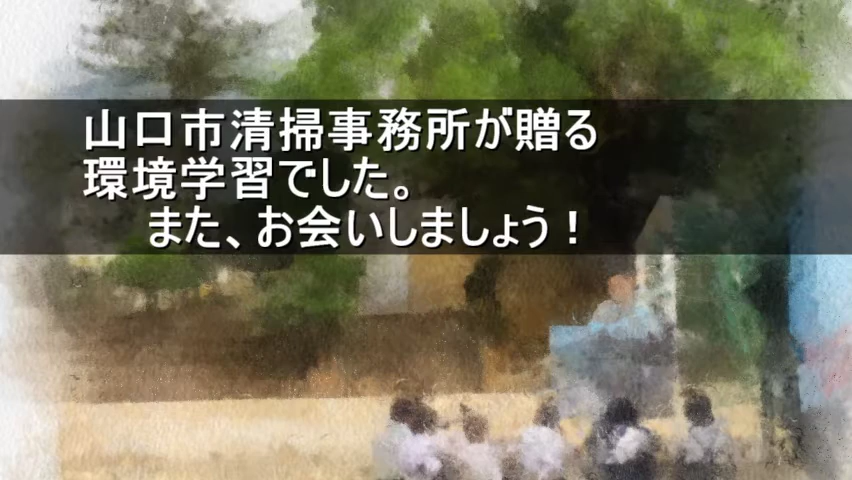 山口市清掃事務所が贈る
環境学習でした。
また、お会いしましょう！